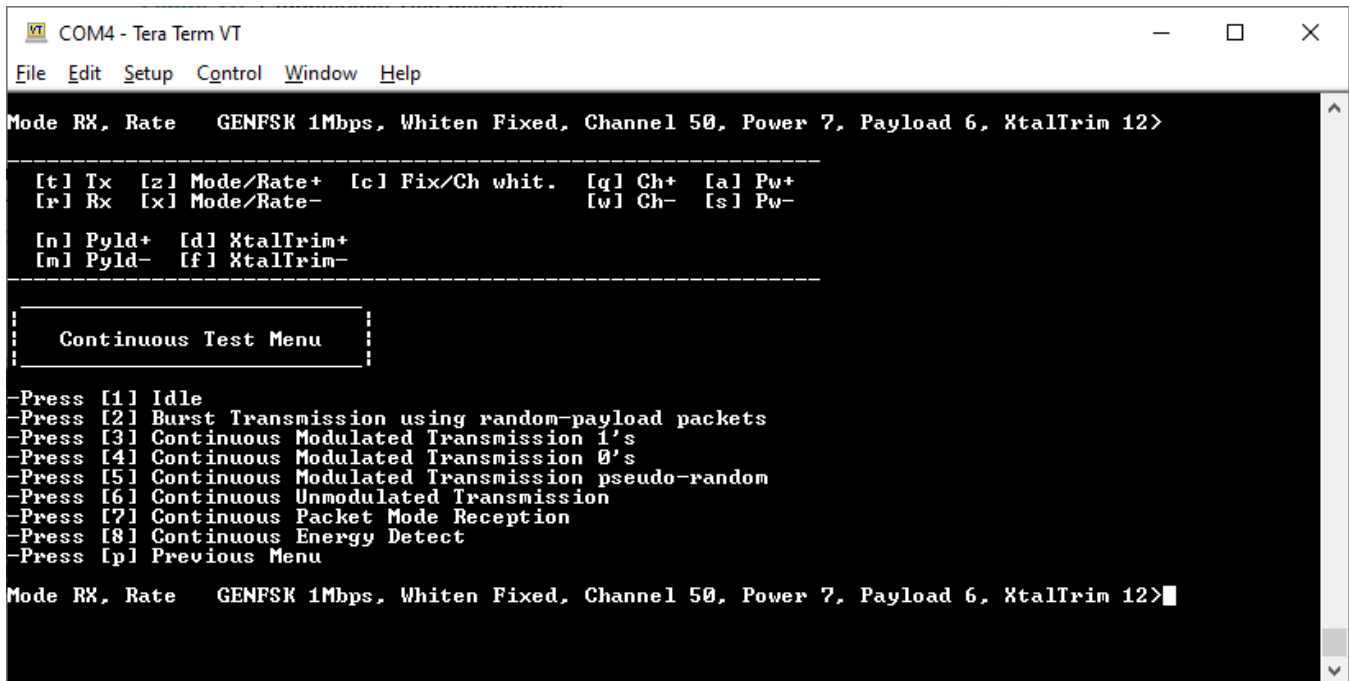 COM4 - Tera Term VT
File Edit Setup Control Window Help
Mode RX, Rate   GENFSK 1Mbps, Whiten Fixed, Channel 50, Power 7, Payload 6, XtalTrim 12>
[t] Tx  [z] Mode/Rate+  [c] Fix/Ch whit.  [q] Ch+  [a] Pw+
[r] Rx  [x] Mode/Rate-                    [w] Ch-  [s] Pw-
[n] Pyld+  [d] XtalTrim+
[m] Pyld-  [f] XtalTrim-
Continuous Test Menu
-Press [1] Idle
-Press [2] Burst Transmission using random-payload packets
-Press [3] Continuous Modulated Transmission 1's
-Press [4] Continuous Modulated Transmission 0's
-Press [5] Continuous Modulated Transmission pseudo-random
-Press [6] Continuous Unmodulated Transmission
-Press [7] Continuous Packet Mode Reception
-Press [8] Continuous Energy Detect
-Press [p] Previous Menu
Mode RX, Rate   GENFSK 1Mbps, Whiten Fixed, Channel 50, Power 7, Payload 6, XtalTrim 12>